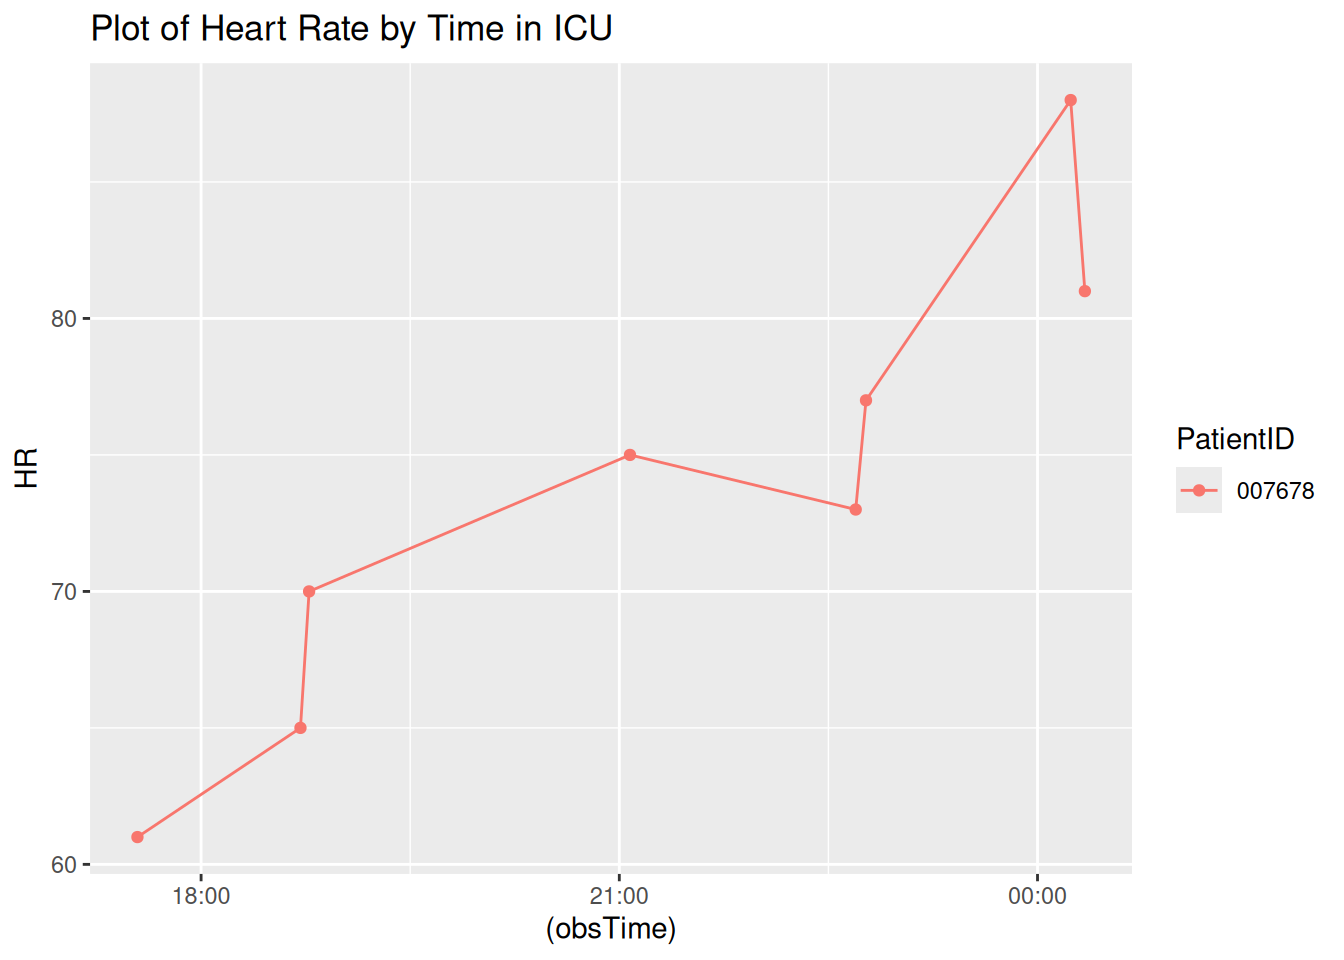 Plot of Heart Rate by Time in ICU
HR
80
70
60
18:00 21:00 00:00
(obsTime)
PatientID
007678